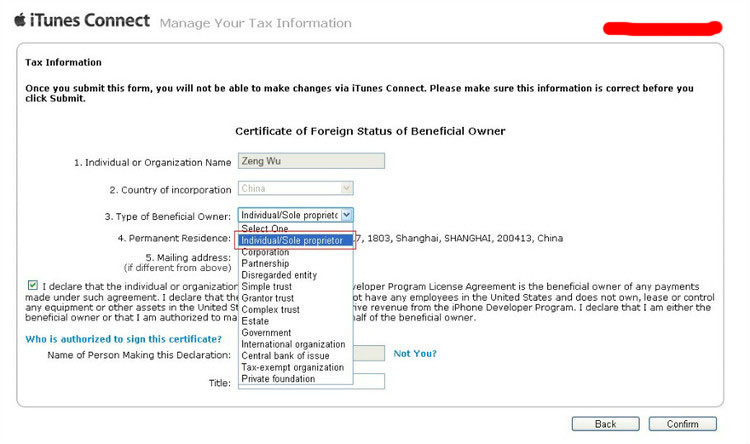 iTunes Connect Manage Your Tax Information
Tax Information
Once you submit this form, you will not be able to make changes via iTunes Connect. Please make sure this information is correct before you
click Submit.
Certificate of Foreign Status of Beneficial Owner
1. Individual or Organization Name Zeng Wu
2. Country of incorporation China
3. Type of Beneficial Owner: Individual/Sole proprietc
Select One
Individual/Sole proprietor
Corporation
Partnership
Disregarded entity
Simple trust
Grantor trust
Complex trust
Estate
Government
International organization
Central bank of issue
Tax-exempt organization
Private foundation
4. Permanent Residence: 7, 1803, Shanghai, SHANGHAI, 200413, China
5. Mailing address:
(if different from above)
I declare that the individual or organization eloper Program License Agreement is the beneficial owner of any payments
made under such agreement. I declare that the ot have any employees in the United States and does not own, lease or control
any equipment or other assets in the United St rive revenue from the iPhone Developer Program. I declare that I am either the
beneficial owner or that I am authorized to ma half of the beneficial owner.
Who is authorized to sign this certificate?
Name of Person Making this Declaration: Not You?
Title:
Back Confirm